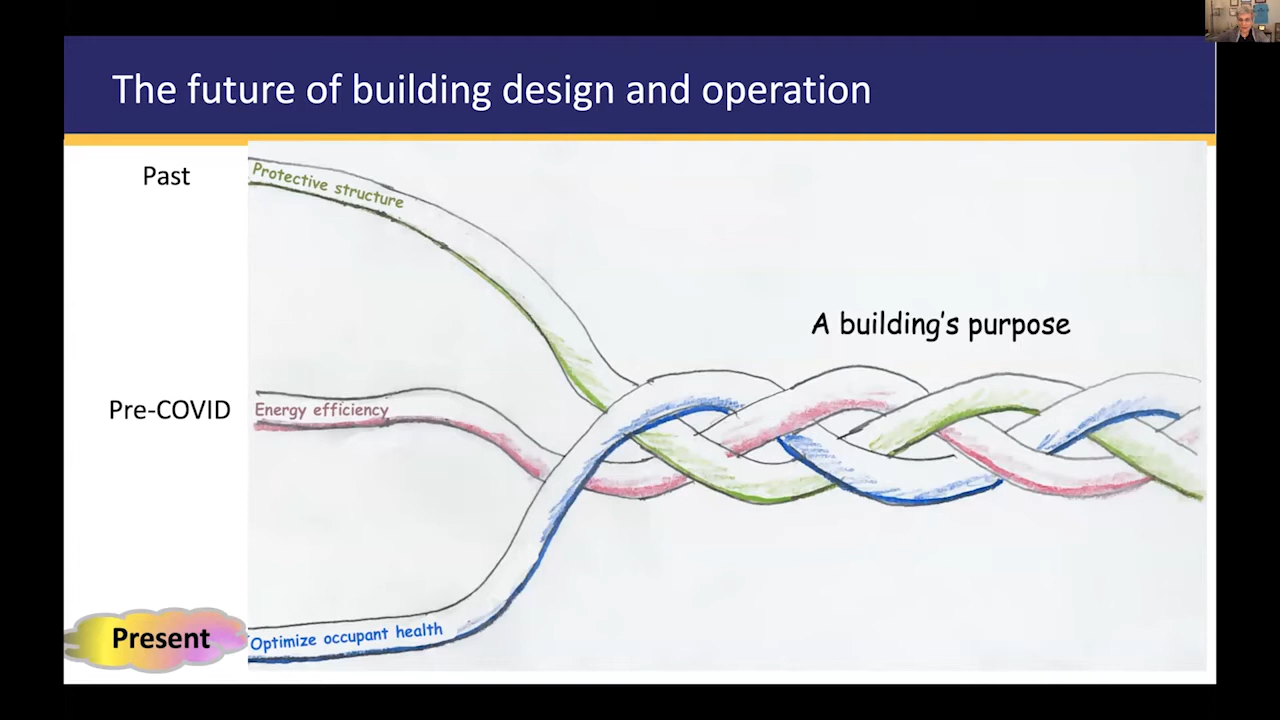 The future of building design and operation
Past
Protective structure
A building's purpose
Pre-COVID
Energy efficiency
Present
Optimize occupant health